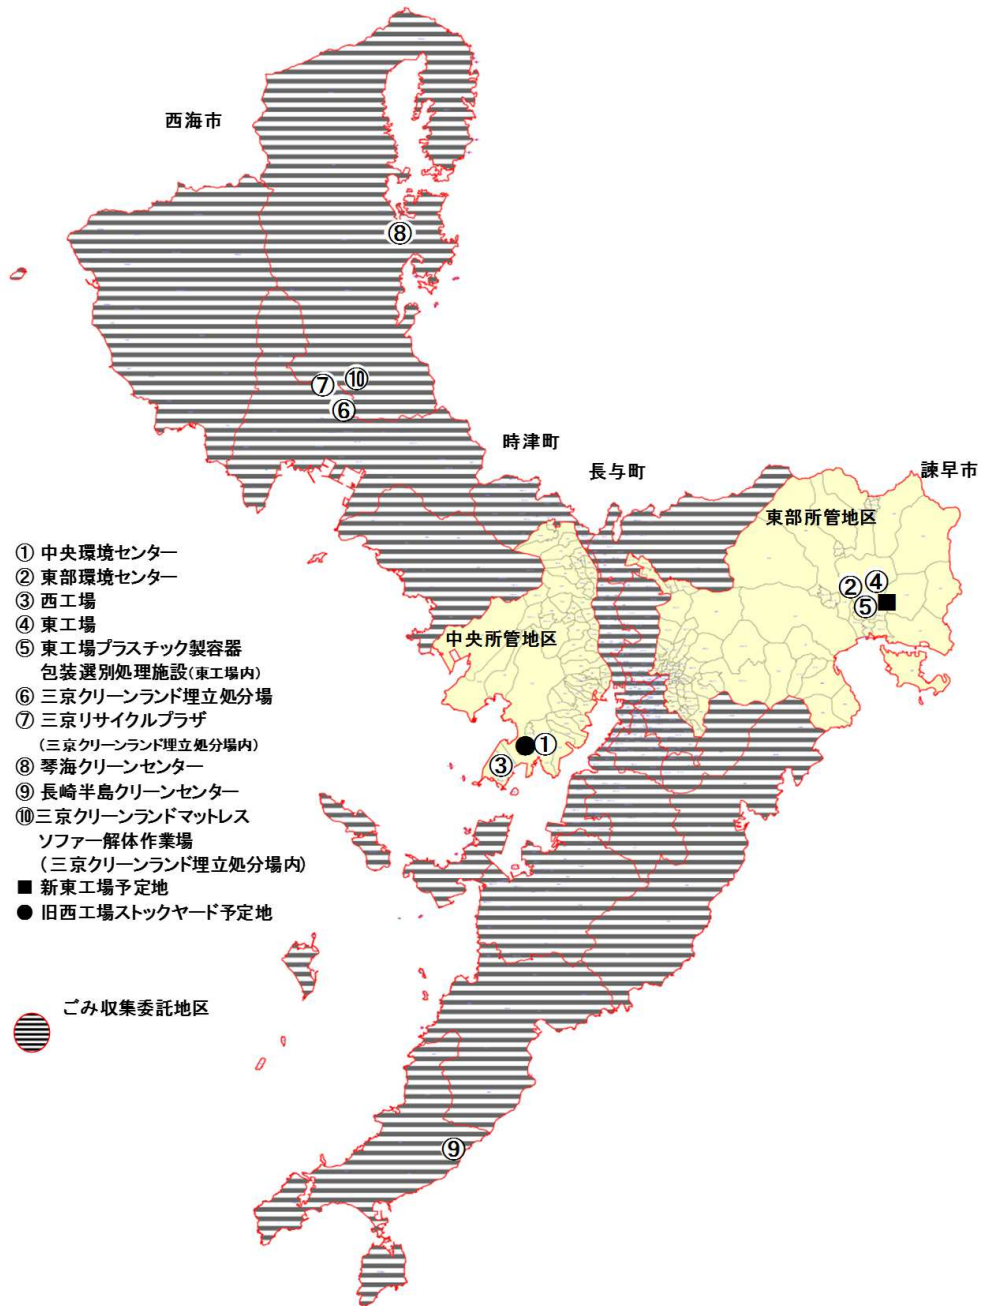 西海市
⑧
⑦
⑩
⑥
時津町
長与町
諫早市
東部所管地区
②
④
⑤
中央所管地区
①
③
⑨
① 中央環境センター
② 東部環境センター
③ 西工場
④ 東工場
⑤ 東工場プラスチック製容器
包装選別処理施設(東工場内)
⑥ 三京クリーンランド埋立処分場
⑦ 三京リサイクルプラザ
(三京クリーンランド埋立処分場内)
⑧ 琴海クリーンセンター
⑨ 長崎半島クリーンセンター
⑩三京クリーンランドマットレス
ソファー解体作業場
(三京クリーンランド埋立処分場内)
■ 新東工場予定地
● 旧西工場ストックヤード予定地
ごみ収集委託地区